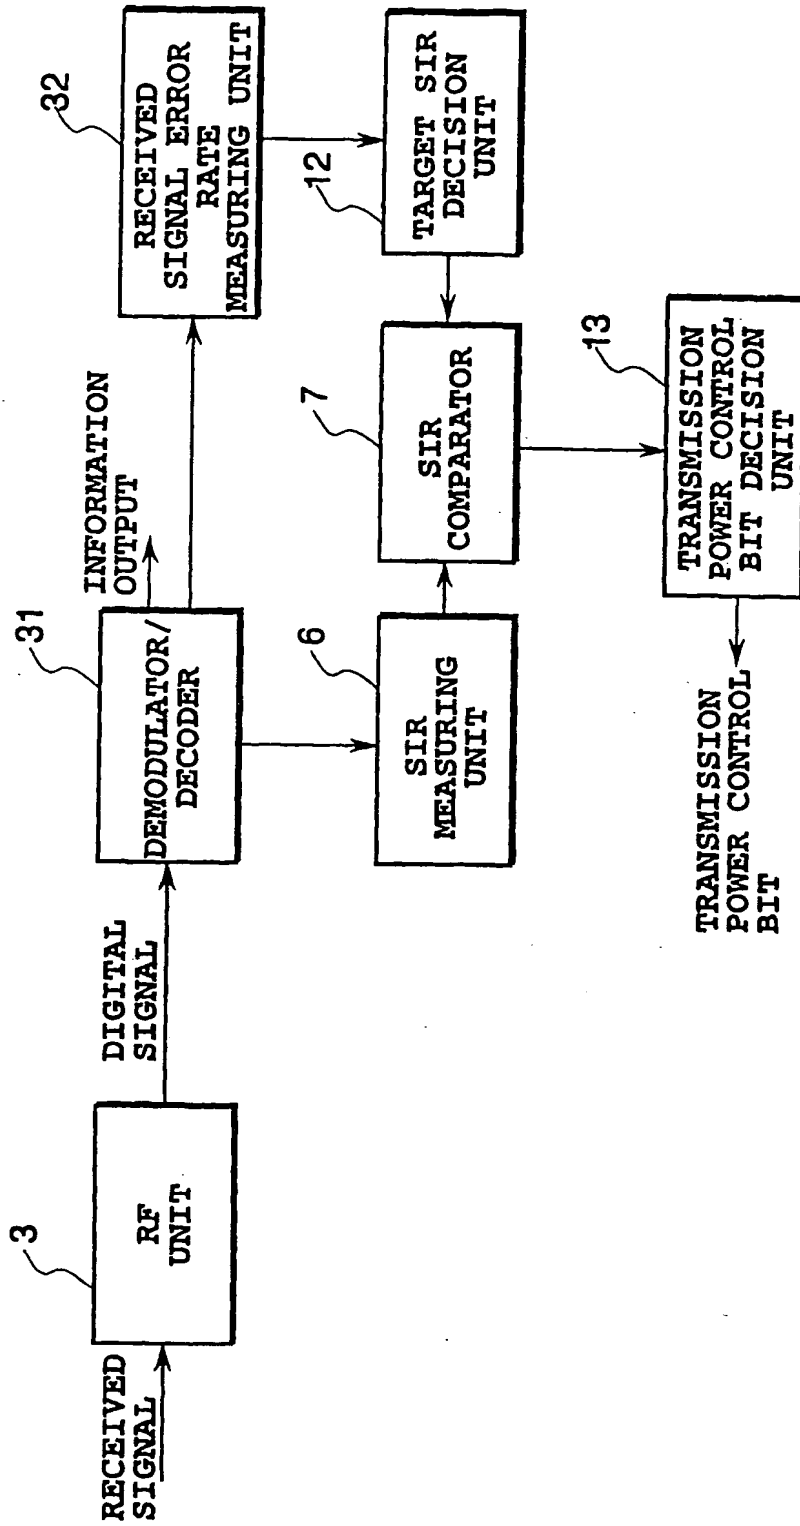 RECEIVED
SIGNAL
3
RF
UNIT
DIGITAL
SIGNAL
31
DEMODULATOR/
DECODER
INFORMATION
OUTPUT
32
RECEIVED
SIGNAL ERROR
RATE
MEASURING UNIT
6
SIR
MEASURING
UNIT
7
SIR
COMPARATOR
12
TARGET SIR
DECISION
UNIT
13
TRANSMISSION
POWER CONTROL
BIT DECISION
UNIT
TRANSMISSION
POWER CONTROL
BIT